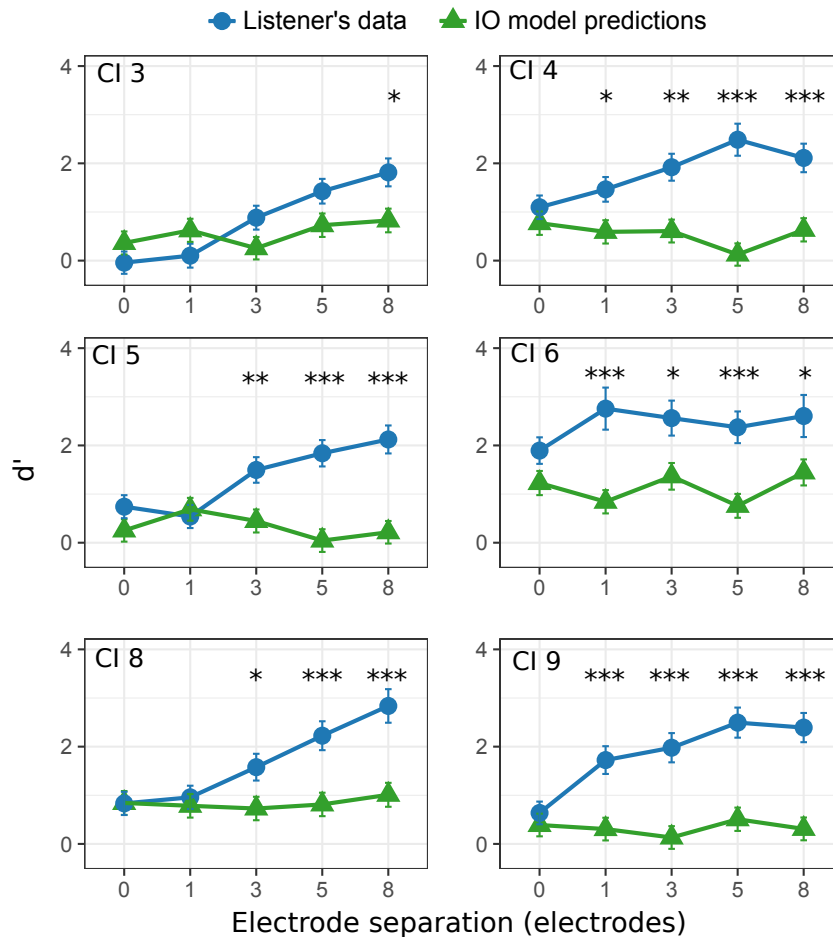 Listener's data IO model predictions
CI 3
*
4
2
0
0 1 3 5 8
CI 4
* ** *** ***
4
2
0
0 1 3 5 8
CI 5
** *** ***
4
2
0
0 1 3 5 8
CI 6
*** * *** *
4
2
0
0 1 3 5 8
CI 8
* *** ***
4
2
0
0 1 3 5 8
CI 9
*** *** *** ***
4
2
0
0 1 3 5 8
d'
Electrode separation (electrodes)